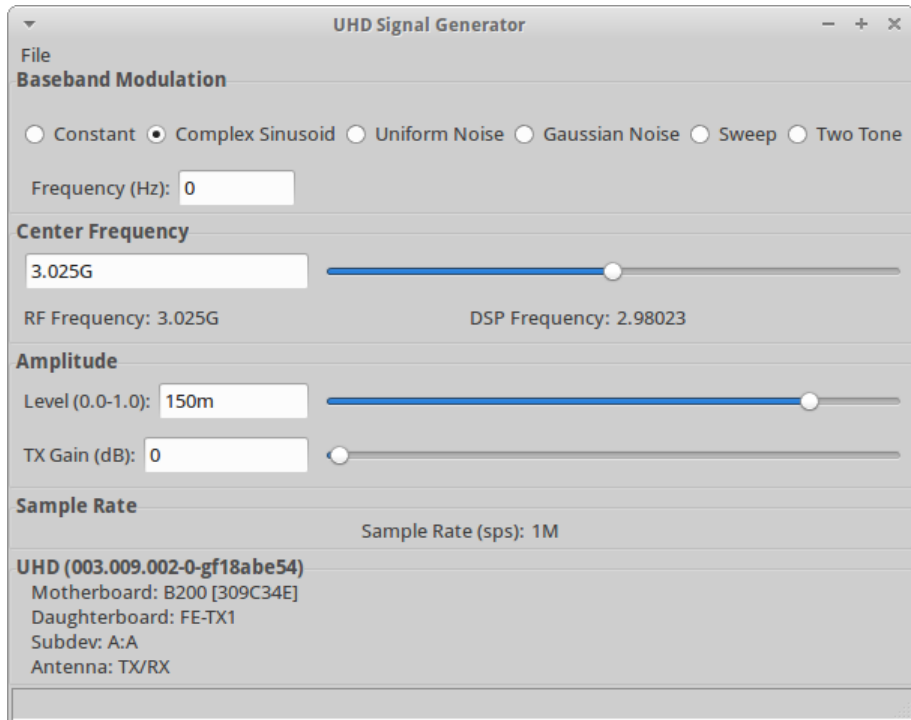 UHD Signal Generator
File
Baseband Modulation
Constant Complex Sinusoid Uniform Noise Gaussian Noise Sweep Two Tone
Frequency (Hz): 0
Center Frequency
3.025G
RF Frequency: 3.025G DSP Frequency: 2.98023
Amplitude
Level (0.0-1.0): 150m
TX Gain (dB): 0
Sample Rate
Sample Rate (sps): 1M
UHD (003.009.002-0-gf18abe54)
Motherboard: B200 [309C34E]
Daughterboard: FE-TX1
Subdev: A:A
Antenna: TX/RX